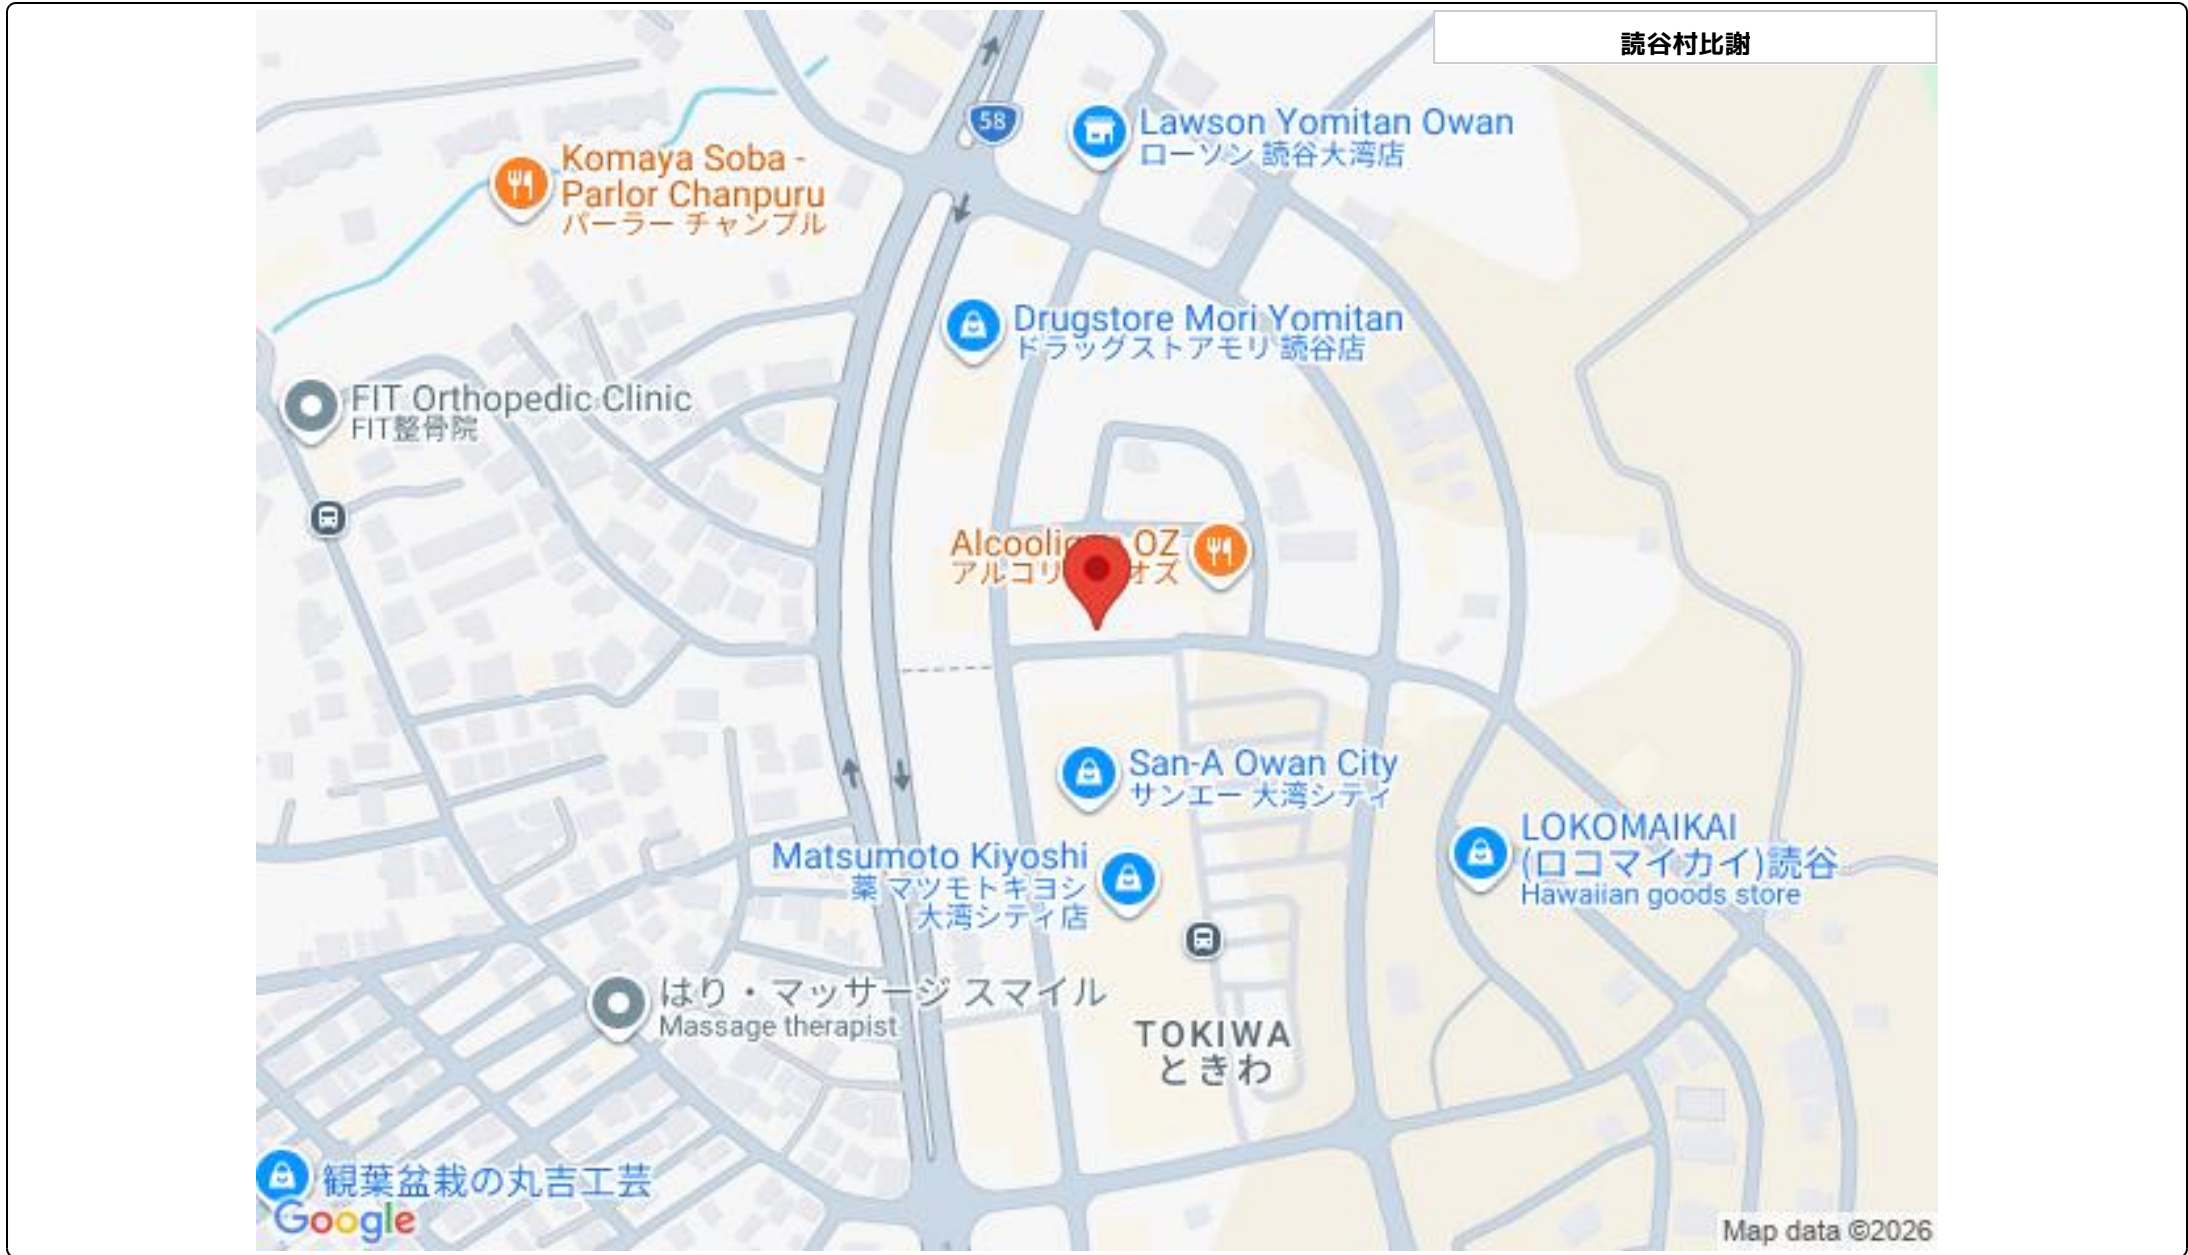 読谷村比謝
58
Lawson Yomitan Owan
ローソン 読谷大湾店
Komaya Soba -
Parlor Chanpuru
パーラー チャンプル
Drugstore Mori Yomitan
ドラッグストアモリ 読谷店
FIT Orthopedic Clinic
FIT整骨院
OZ
アルコリ
オズ
San-A Owan City
サンエー 大湾シティ
Matsumoto Kiyoshi
薬 マツモトキヨシ
大湾シティ店
LOKOMAIKAI
(ロコマイカイ)読谷
Hawaiian goods store
はり・マッサージ スマイル
Massage therapist
TOKIWA
ときわ
観葉盆栽の丸吉工芸
Google
Map data ©2026